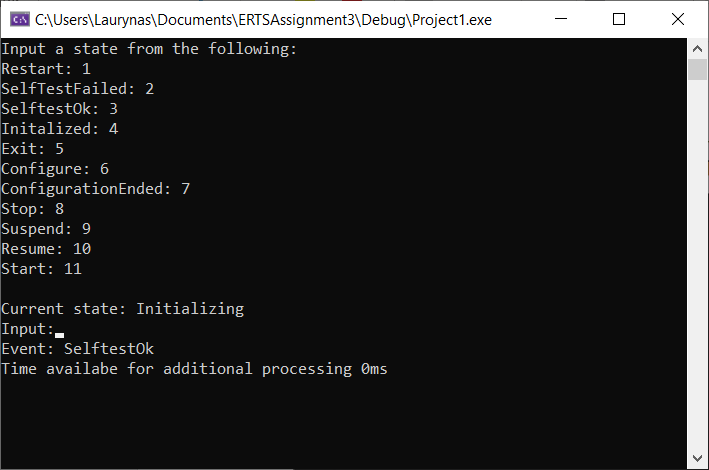 C:\Users\Laurynas\Documents\ERTSAssignment3\Debug\Project1.exe
Input a state from the following:
Restart: 1
SelfTestFailed: 2
SelftestOk: 3
Initalized: 4
Exit: 5
Configure: 6
ConfigurationEnded: 7
Stop: 8
Suspend: 9
Resume: 10
Start: 11
Current state: Initializing
Input:
Event: SelftestOk
Time availabe for additional processing 0ms